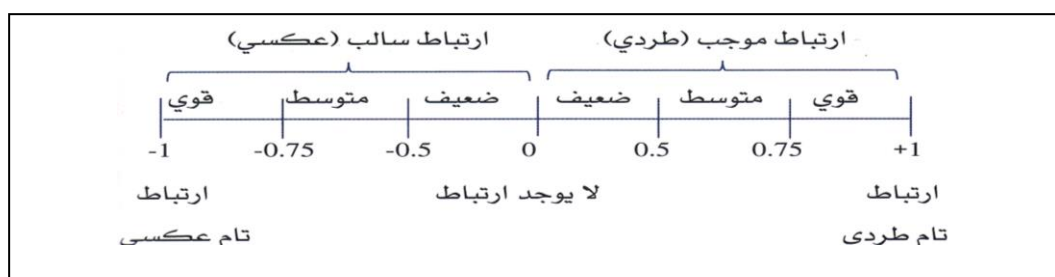 ارتباط موجب (طردي) ارتباط سالب (عكسي)
قوي متوسط ضعيف ضعيف متوسط قوي
-1 -0.75 -0.5 0 0.5 0.75 +1
ارتباط لا يوجد ارتباط ارتباط
تام طردى تام عكسي